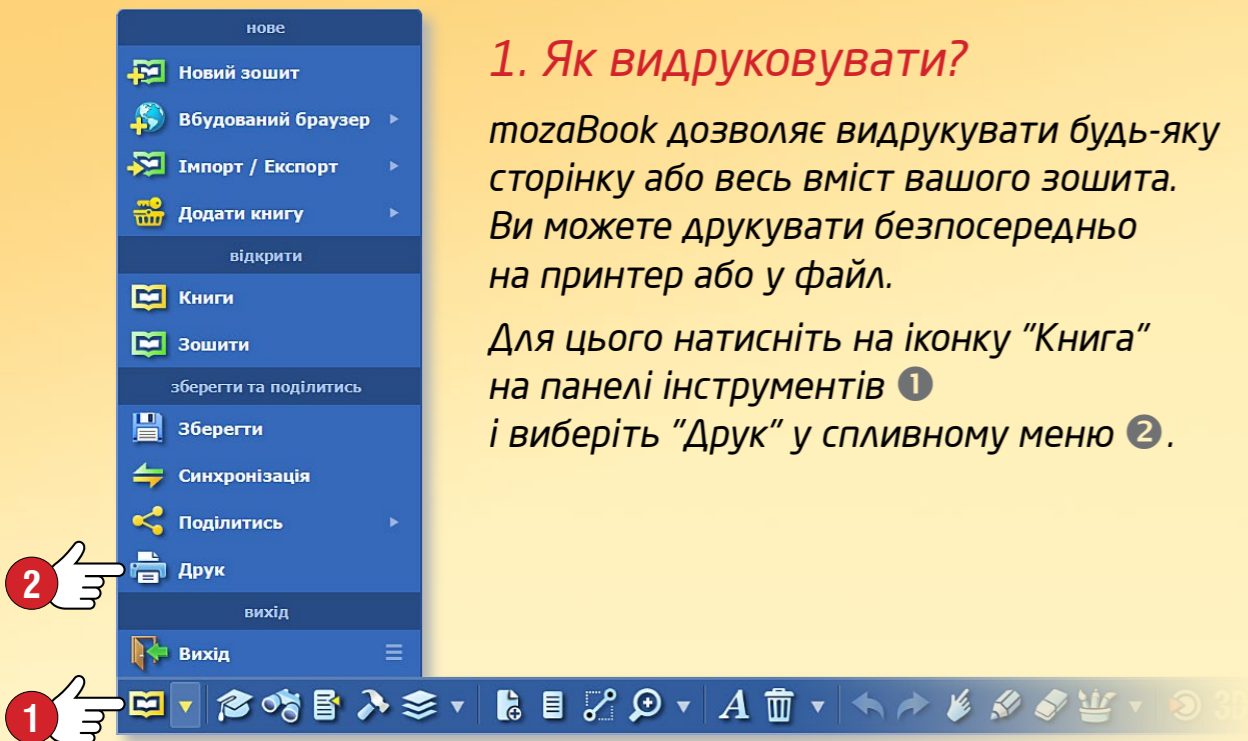 нове
Новий зошит
Вбудований браузер
Імпорт / Експорт
Додати книгу
відкрити
Книги
Зошити
зберегти та поділитись
Зберегти
Синхронізація
Поділитись
Друк
вихід
Вихід
2
1
1. Як видруковувати?
mozaBook дозволяє видрукувати будь-яку
сторінку або весь вміст вашого зошита.
Ви можете друкувати безпосередньо
на принтер або у файл.
Для цього натисніть на іконку "Книга"
на панелі інструментів ❶
і виберіть "Друк" у спливному меню ❷.
A
3D